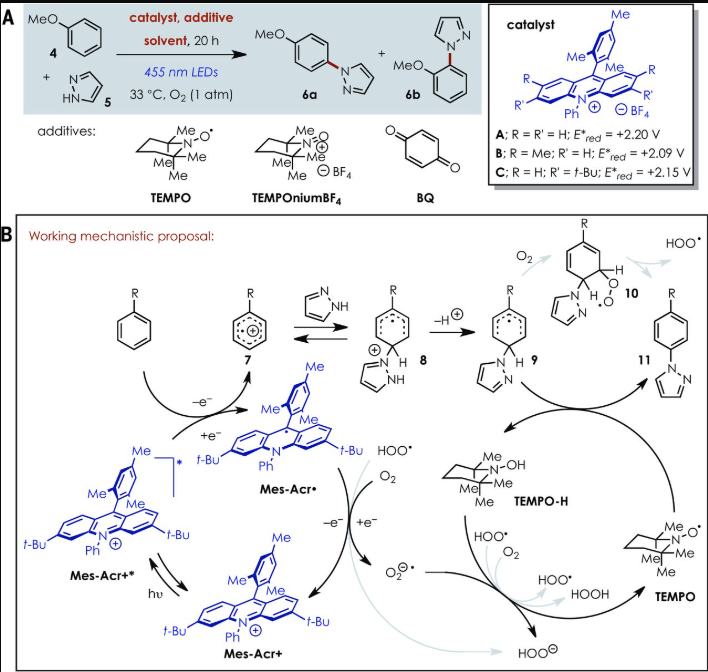 A
MeO
4
+
HN N
5
catalyst, additive
solvent, 20 h
455 nm LEDs
33 °C, O2 (1 atm)
MeO
N
N
6a
+
N
N
MeO
6b
additives:
Me
N–O•
Me
Me
Me
TEMPO
Me
N=O
⊕
Me
Me
Me
⊖ BF4
TEMPOniumBF4
O
O
BQ
catalyst
Me
Me
Me
R
R
R'
R'
N
Ph
⊕
⊖ BF4
A; R = R' = H; E*red = +2.20 V
B; R = Me; R' = H; E*red = +2.09 V
C; R = H; R' = t-Bu; E*red = +2.15 V
B
Working mechanistic proposal:
R
R
•⊕
7
N
NH
R
⊕
N
H
NH
8
–H⊕
R
•
N
H
N
9
O2
R
H
N
H
O
O•
N
10
HOO•
R
11
N
N
–e–
+e–
Me
Me
Me
•
N
Ph
t-Bu
t-Bu
Mes-Acr•
Me
*
Me
Me
N
⊕
Ph
t-Bu
t-Bu
Mes-Acr+*
hυ
Me
Me
Me
N
⊕
Ph
t-Bu
t-Bu
Mes-Acr+
HOO•
O2
–e–
+e–
O2⊖•
Me
N–OH
Me
Me
Me
TEMPO-H
HOO•
O2
HOO•
HOOH
HOO⊖
Me
N–O•
Me
Me
Me
TEMPO